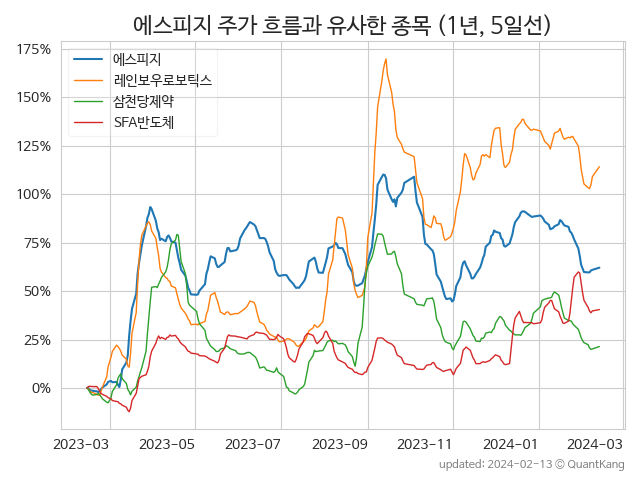 에스피지 주가 흐름과 유사한 종목 (1년, 5일선)
175%
150%
125%
100%
75%
50%
25%
0%
에스피지
레인보우로보틱스
삼천당제약
SFA반도체
2023-03 2023-05 2023-07 2023-09 2023-11 2024-01 2024-03
updated: 2024-02-13 © QuantKang